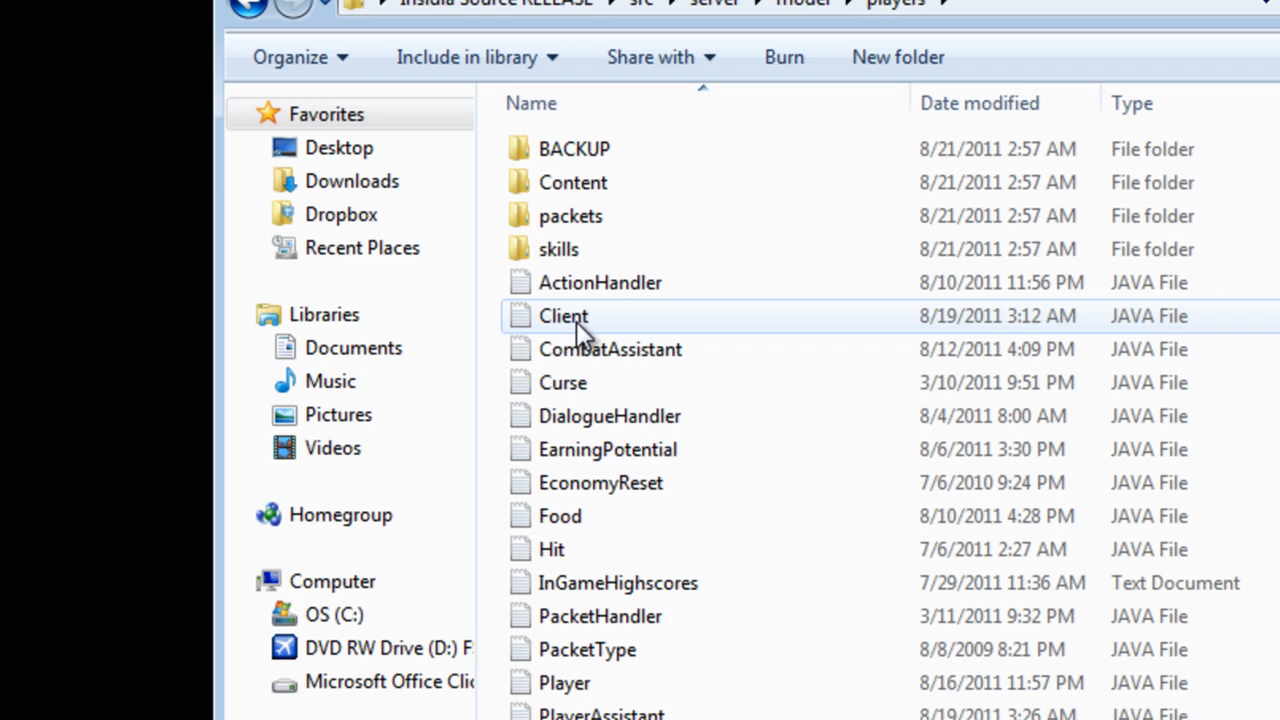 Insidia Source RELEASE src server model players
Organize Include in library Share with Burn New folder
Name Date modified Type
Favorites
Desktop
Downloads
Dropbox
Recent Places
Libraries
Documents
Music
Pictures
Videos
Homegroup
Computer
OS (C:)
DVD RW Drive (D:) F
Microsoft Office Clic
BACKUP 8/21/2011 2:57 AM File folder
Content 8/21/2011 2:57 AM File folder
packets 8/21/2011 2:57 AM File folder
skills 8/21/2011 2:57 AM File folder
ActionHandler 8/10/2011 11:56 PM JAVA File
Client 8/19/2011 3:12 AM JAVA File
CombatAssistant 8/12/2011 4:09 PM JAVA File
Curse 3/10/2011 9:51 PM JAVA File
DialogueHandler 8/4/2011 8:00 AM JAVA File
EarningPotential 8/6/2011 3:30 PM JAVA File
EconomyReset 7/6/2010 9:24 PM JAVA File
Food 8/10/2011 4:28 PM JAVA File
Hit 7/6/2011 2:27 AM JAVA File
InGameHighscores 7/29/2011 11:36 AM Text Document
PacketHandler 3/11/2011 9:32 PM JAVA File
PacketType 8/8/2009 8:21 PM JAVA File
Player 8/16/2011 11:57 PM JAVA File
PlayerAssistant 8/19/2011 3:26 AM JAVA File